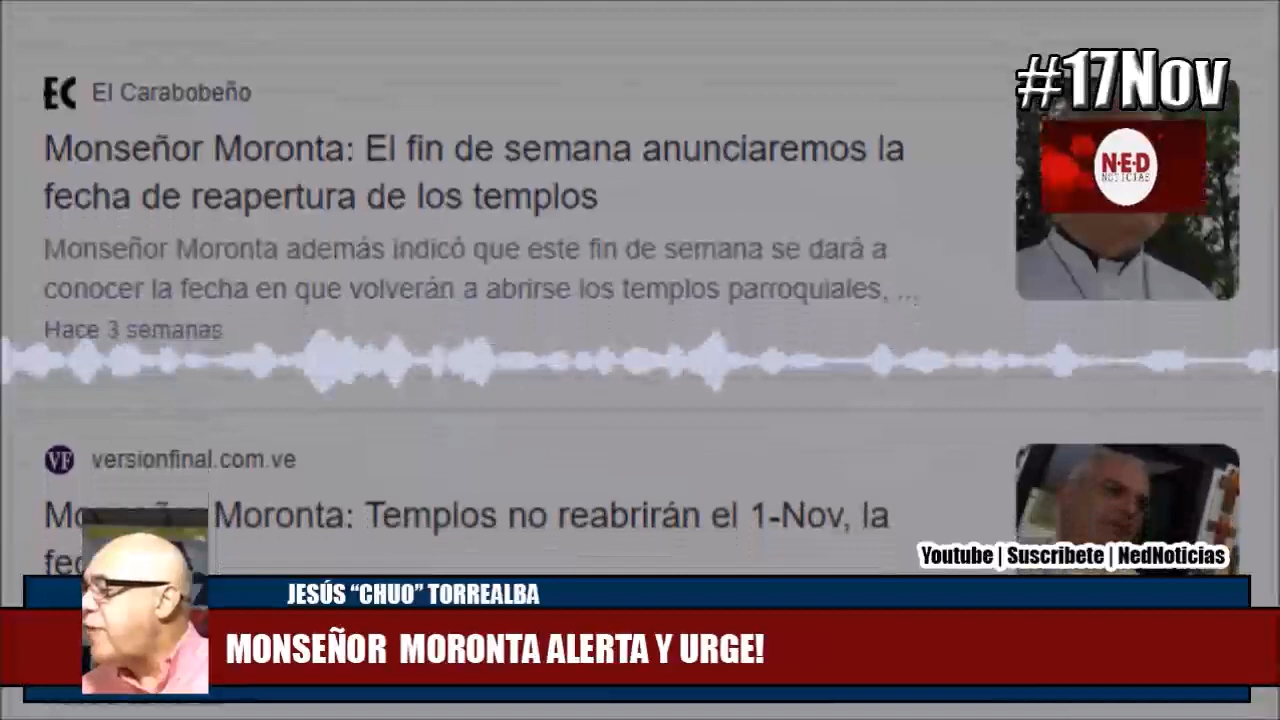 #17Nov
EC El Carabobeño
Monseñor Moronta: El fin de semana anunciaremos la
fecha de reapertura de los templos
N·E·D
NOTICIAS
Monseñor Moronta además indicó que este fin de semana se dará a
conocer la fecha en que volverán a abrirse los templos parroquiales, ...
Hace 3 semanas
VF versionfinal.com.ve
Moronta: Templos no reabrirán el 1-Nov, la
Youtube | Suscribete | NedNoticias
JESÚS “CHUO” TORREALBA
MONSEÑOR MORONTA ALERTA Y URGE!